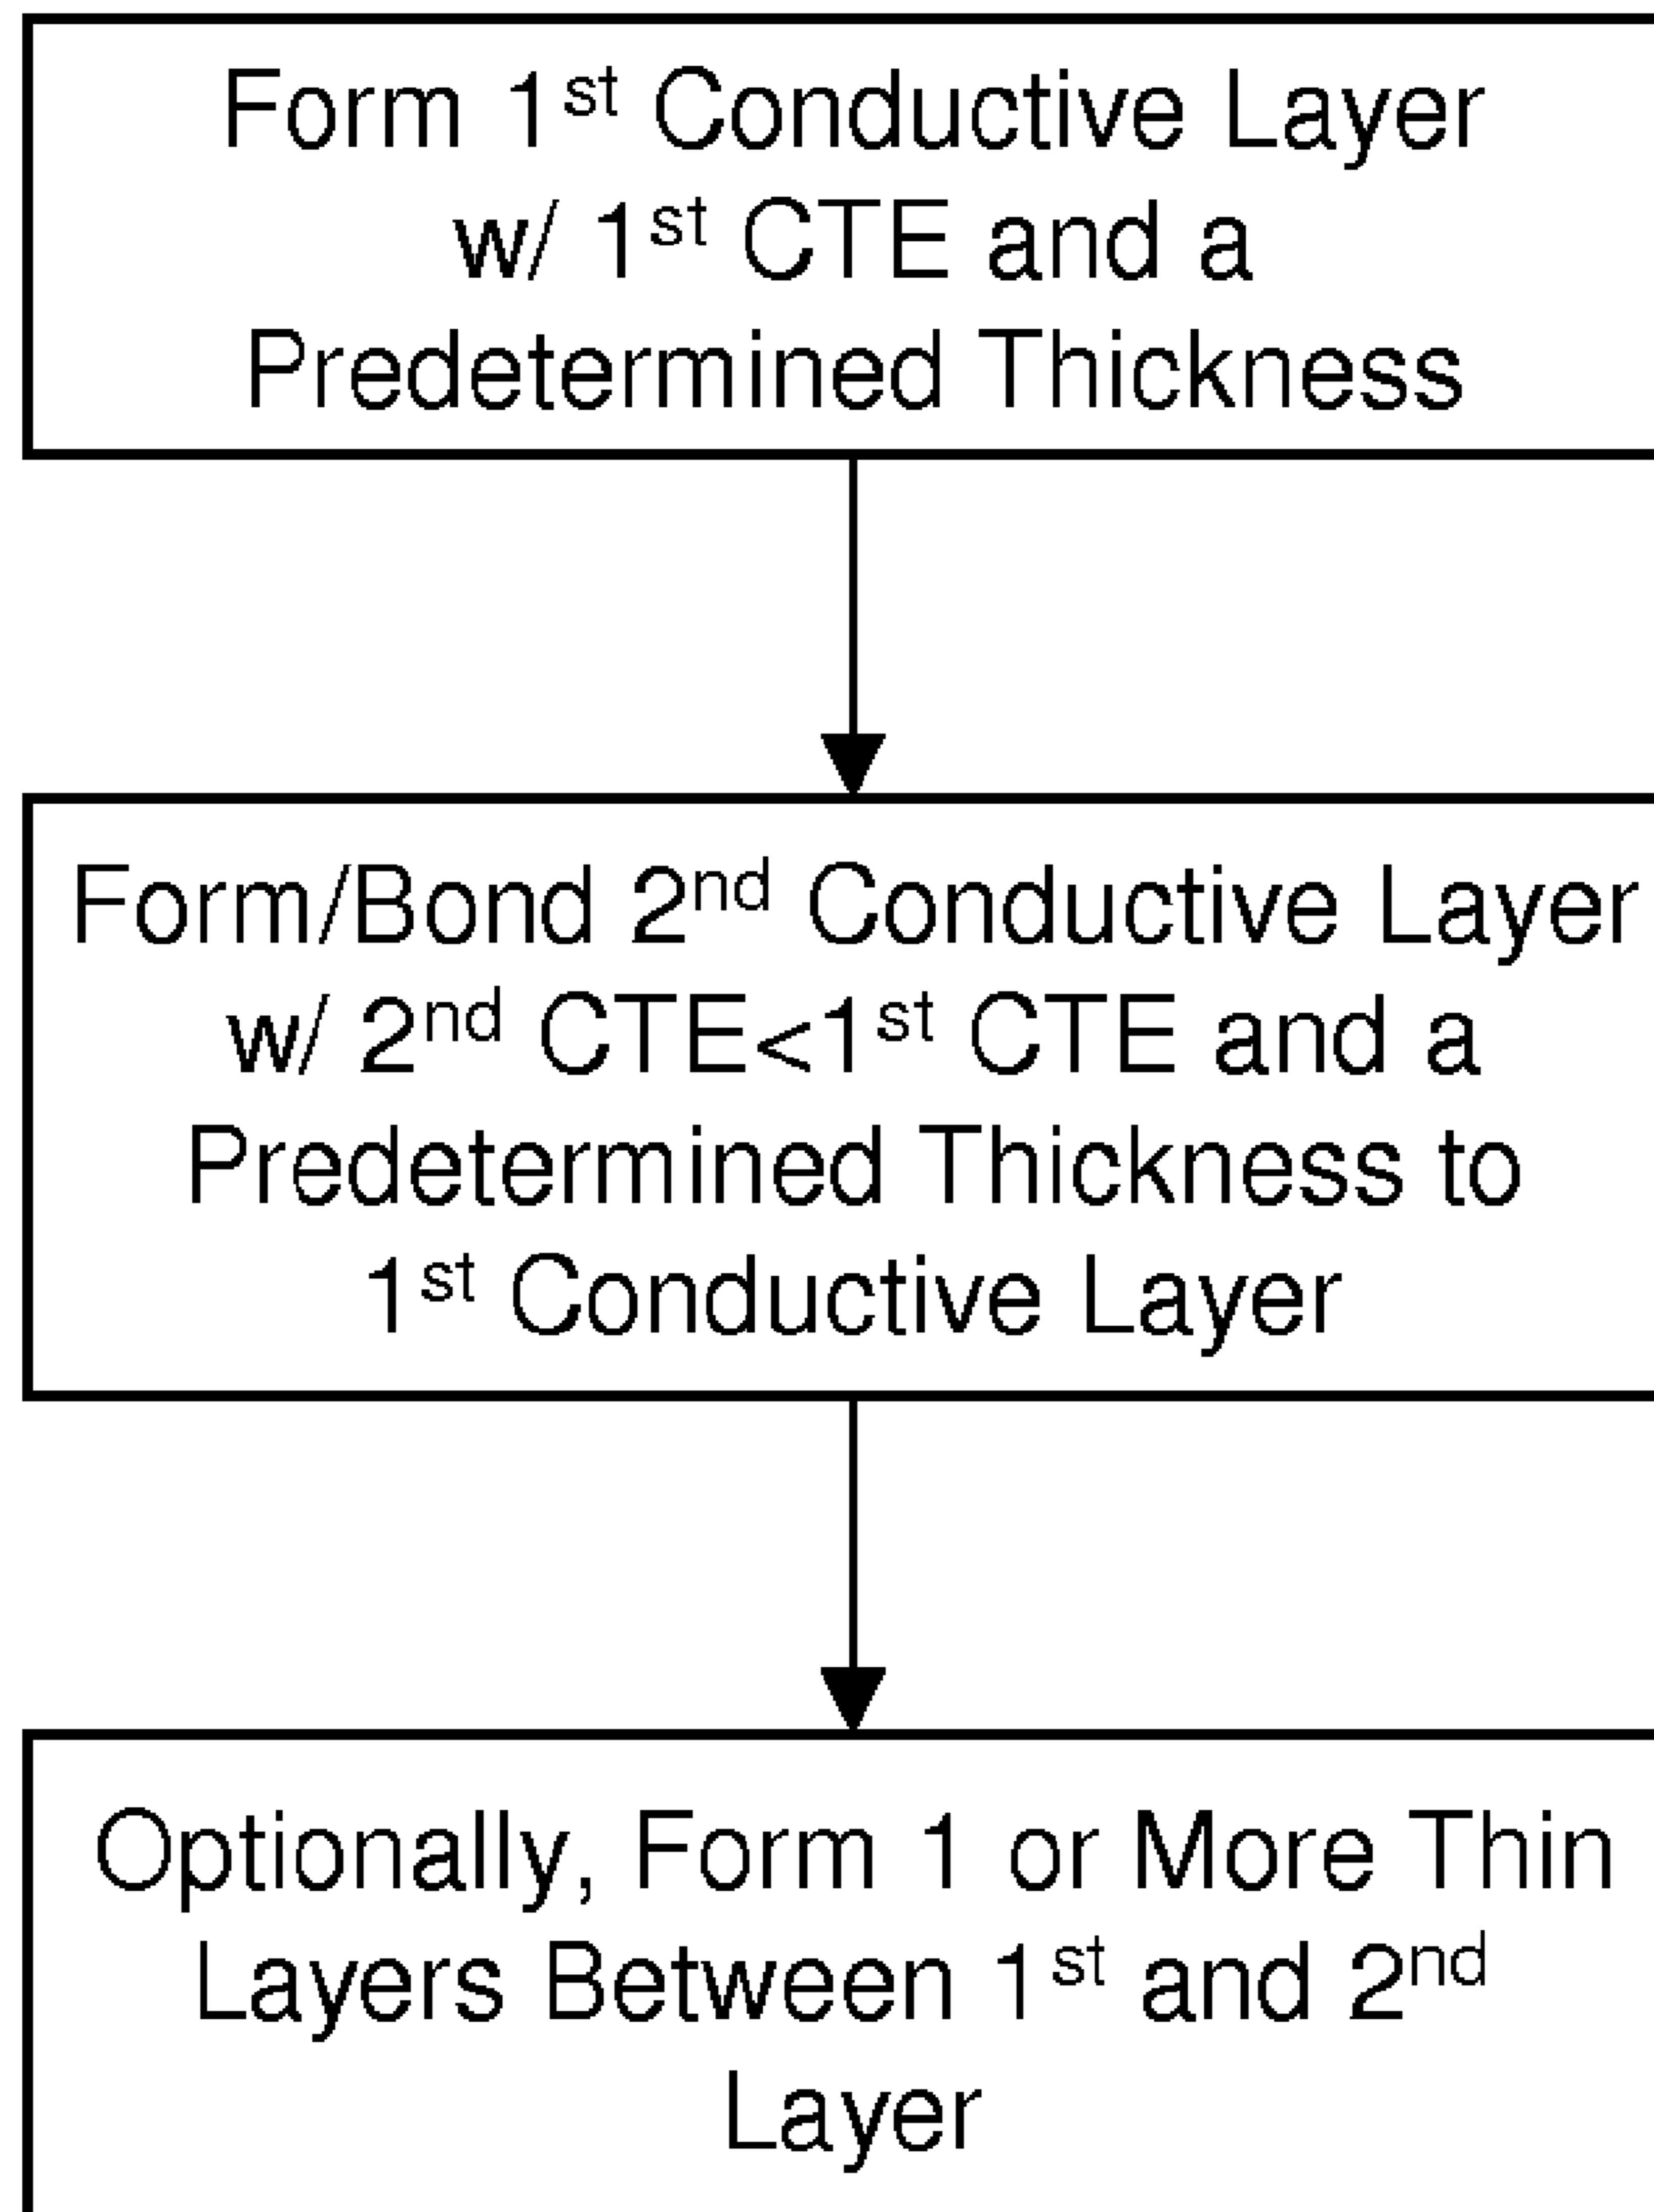 Form 1st Conductive Layer
w/ 1st CTE and a
Predetermined Thickness
Form/Bond 2nd Conductive Layer
w/ 2nd CTE<1st CTE and a
Predetermined Thickness to
1st Conductive Layer
Optionally, Form 1 or More Thin
Layers Between 1st and 2nd
Layer